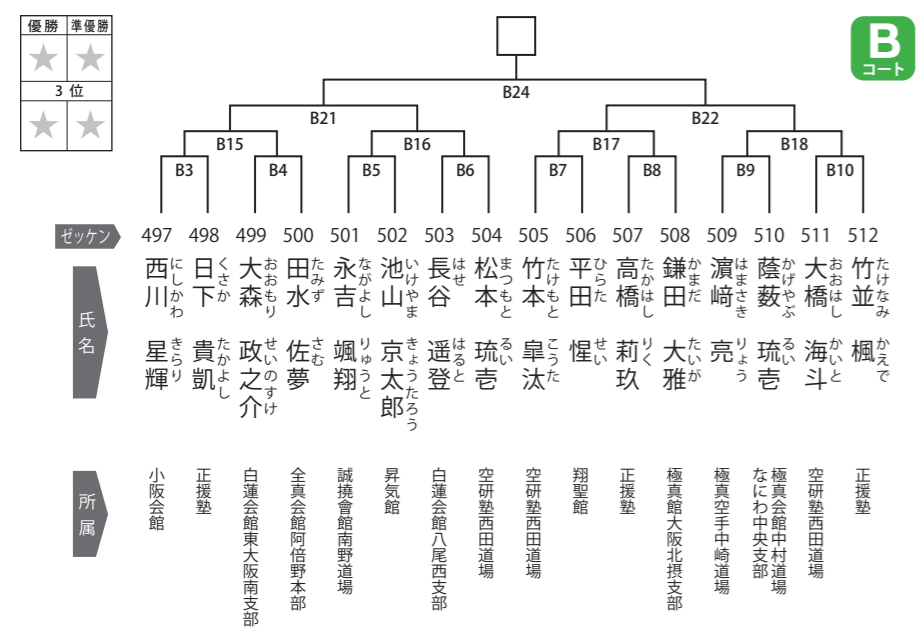 優勝 準優勝
3位
B
コート
B24
B21 B22
B15 B16 B17 B18
B3 B4 B5 B6 B7 B8 B9 B10
ゼッケン 497 498 499 500 501 502 503 504 505 506 507 508 509 510 511 512
氏名
西川 星輝 にしかわ きらり
日下 貴凱 くさか たかよし
大森 政之介 おおもり せいのすけ
田水 佐夢 たみず さむ
永吉 颯翔 ながよし りゅうと
池山 京太郎 いけやま きょうたろう
長谷 遥登 はせ はると
松本 琉壱 まつもと るい
竹本 皐汰 たけもと こうた
平田 惺 ひらた せい
高橋 莉玖 たかはし りく
鎌田 大雅 かまだ たいが
濵﨑 亮 はまさき りょう
蔭薮 琉壱 かげやぶ るい
大橋 海斗 おおはし かいと
竹並 楓 たけなみ かえで
所属
小阪会館
正援塾
白蓮会館東大阪南支部
全真会館阿倍野本部
誠撓會館南野道場
昇気館
白蓮会館八尾西支部
空研塾西田道場
空研塾西田道場
翔聖館
正援塾
極真館大阪北摂支部
極真空手中崎道場
極真会館中村道場
なにわ中央支部
空研塾西田道場
正援塾